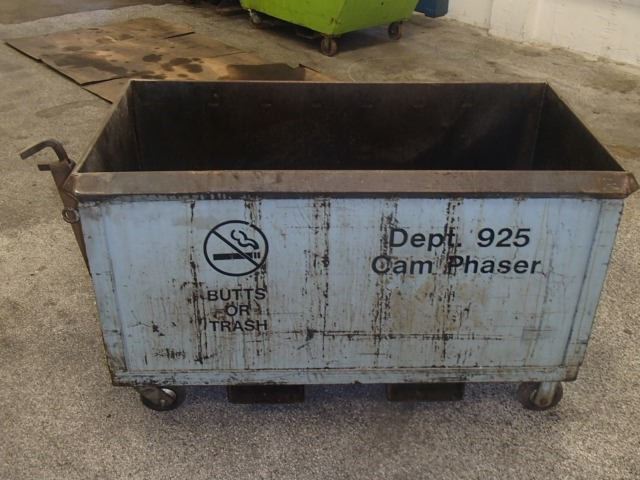 BUTTS
OR
TRASH
Dept. 925
Cam Phaser